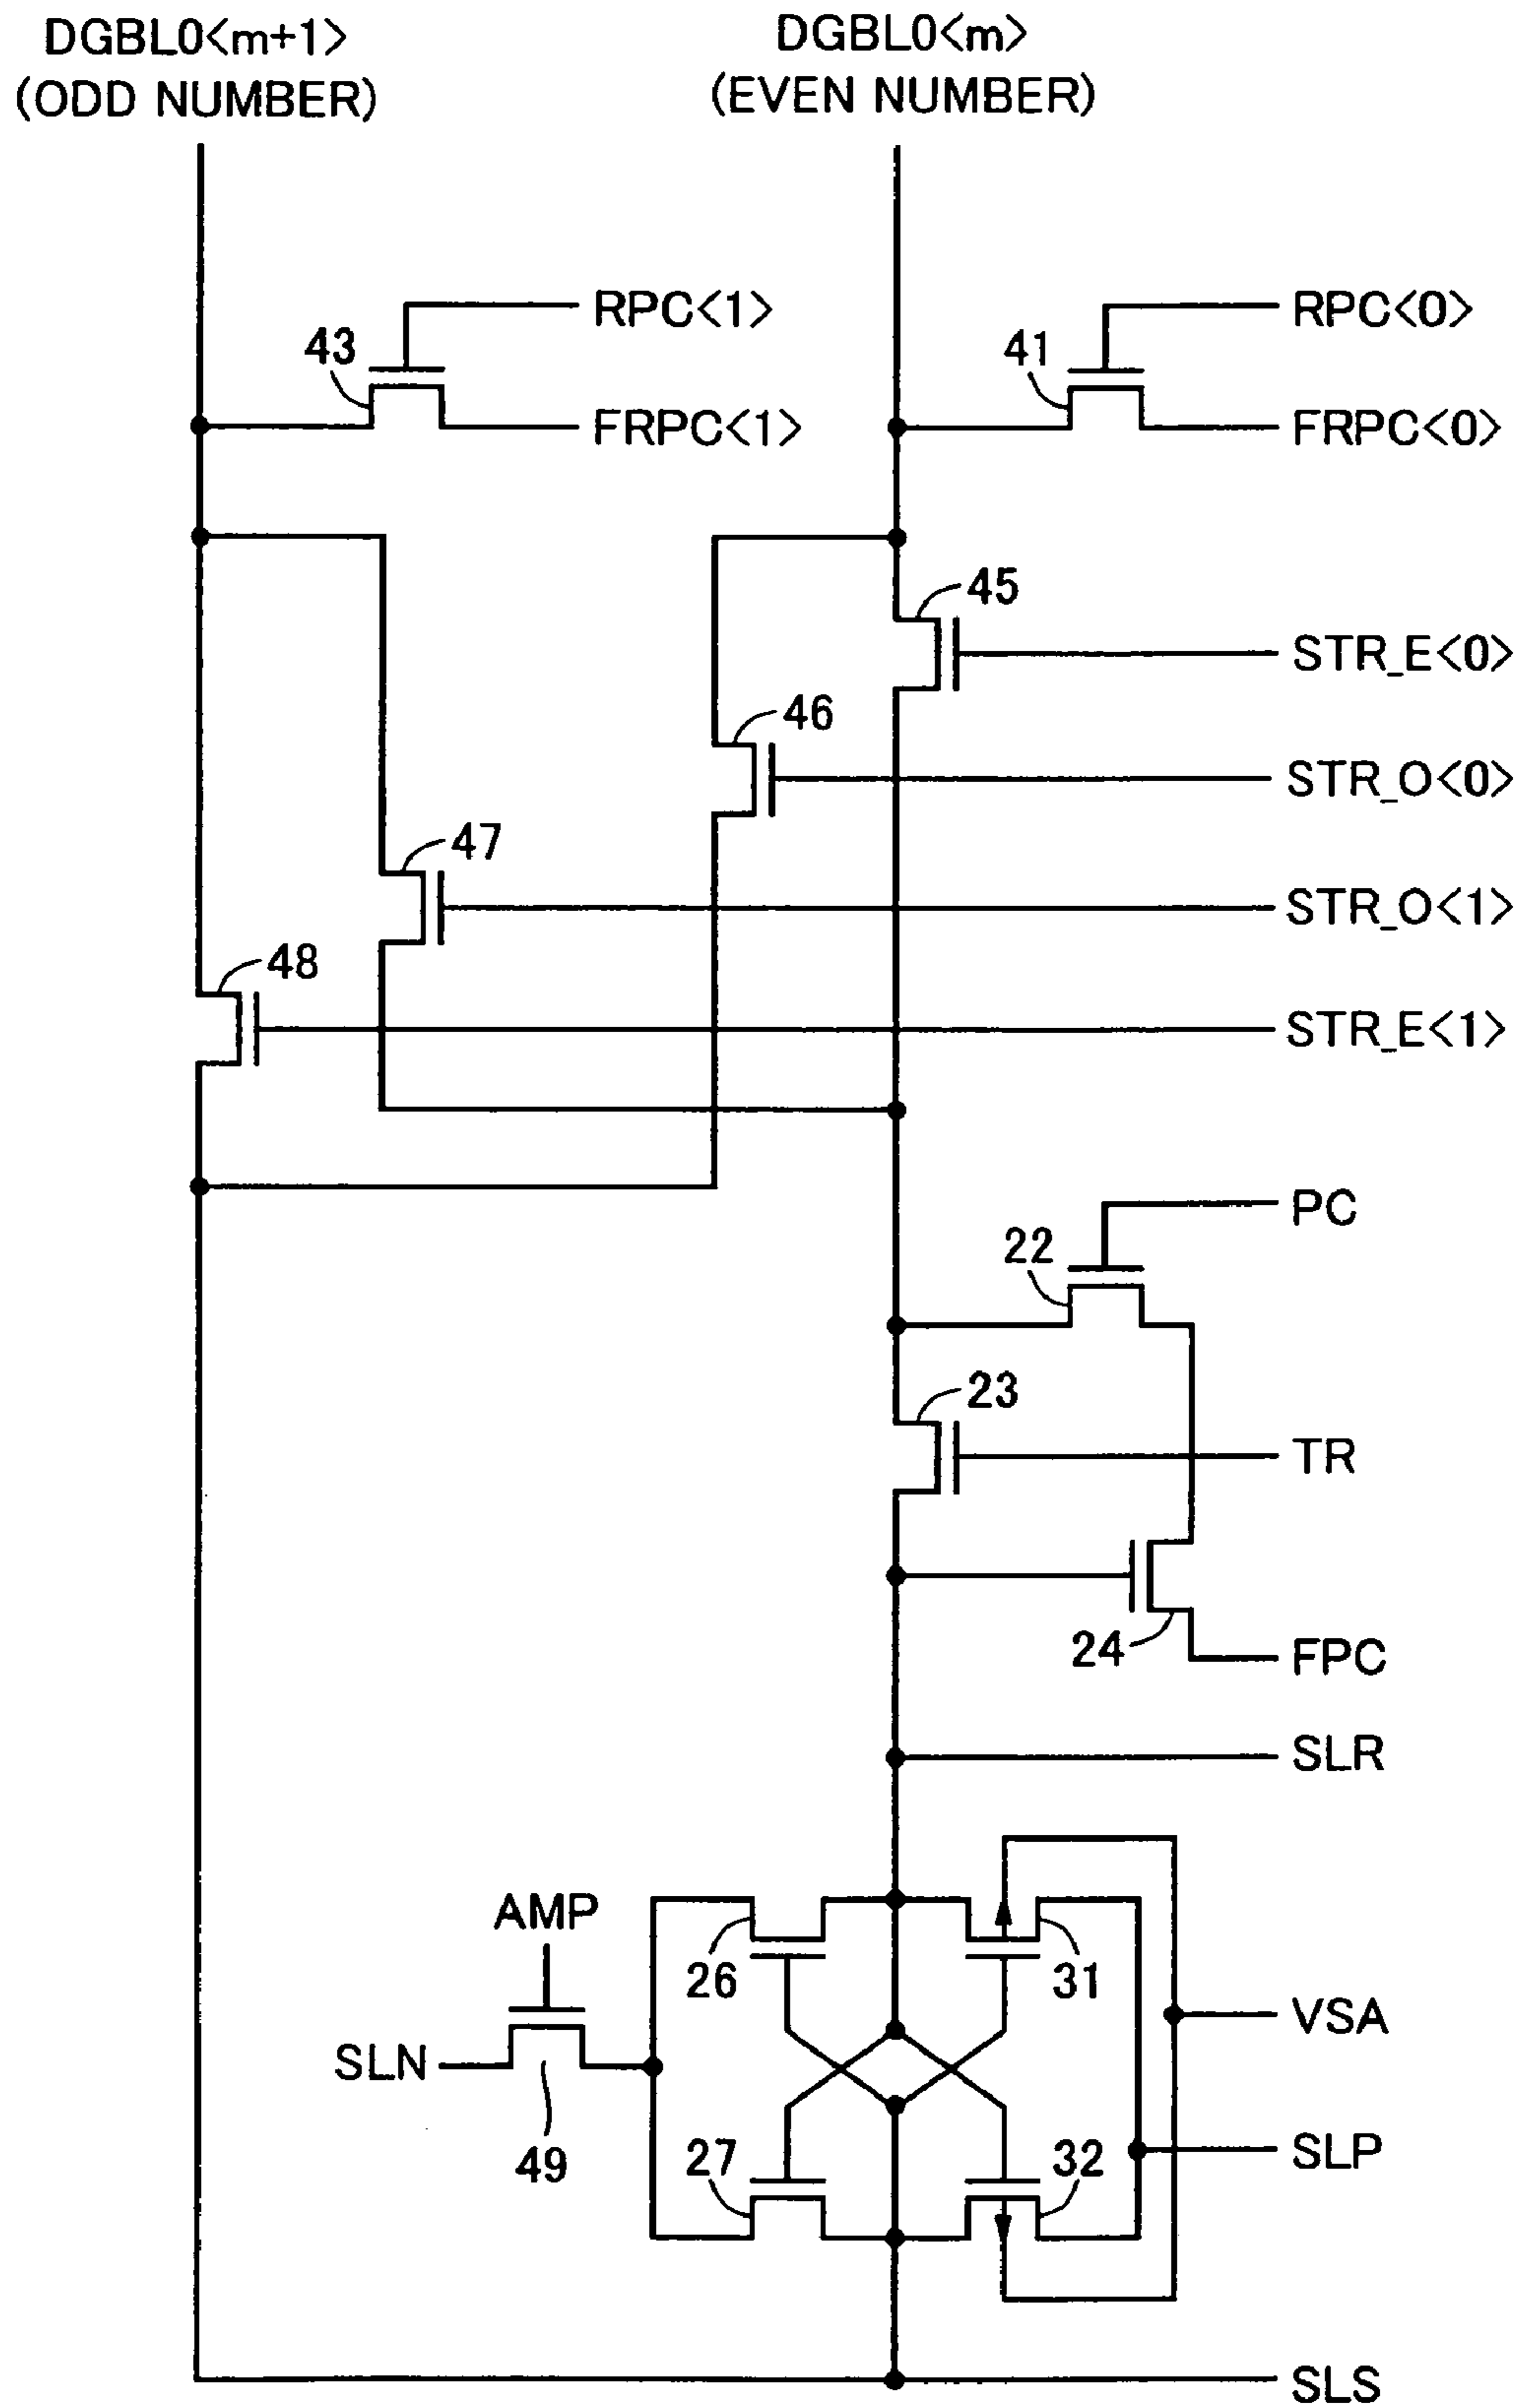 DGBL0<m+1>
(ODD NUMBER)
DGBL0<m>
(EVEN NUMBER)
RPC<1>
43
FRPC<1>
RPC<0>
41
FRPC<0>
45
STR_E<0>
46
STR_O<0>
47
STR_O<1>
48
STR_E<1>
PC
22
23
TR
24
FPC
SLR
AMP
26
31
VSA
SLN
49
27
32
SLP
SLS